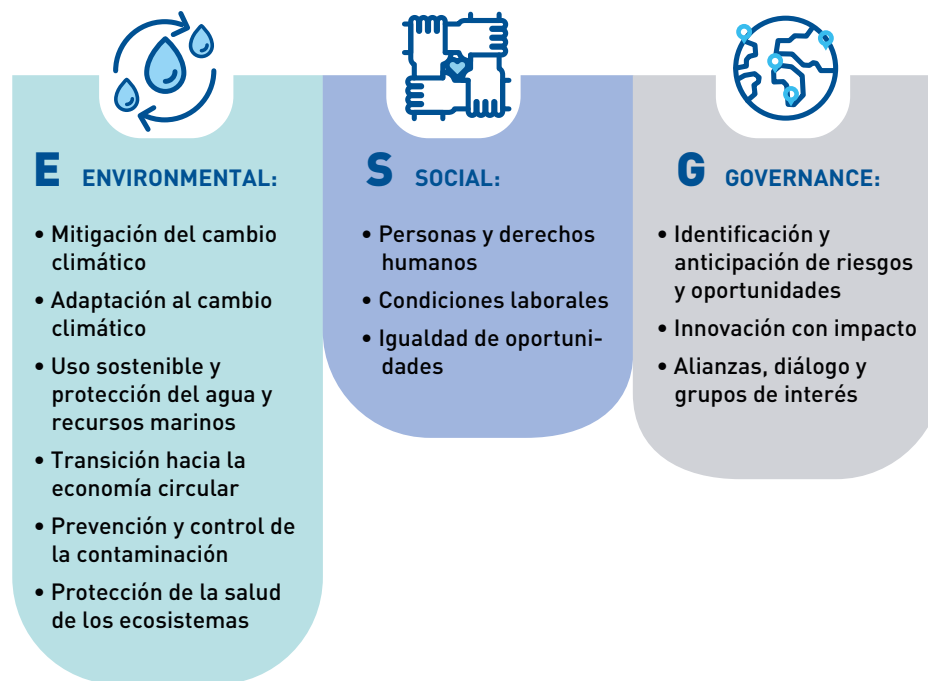 E ENVIRONMENTAL:
• Mitigación del cambio
climático
• Adaptación al cambio
climático
• Uso sostenible y
protección del agua y
recursos marinos
• Transición hacia la
economía circular
• Prevención y control de
la contaminación
• Protección de la salud
de los ecosistemas
S SOCIAL:
• Personas y derechos
humanos
• Condiciones laborales
• Igualdad de oportuni-
dades
G GOVERNANCE:
• Identificación y
anticipación de riesgos
y oportunidades
• Innovación con impacto
• Alianzas, diálogo y
grupos de interés